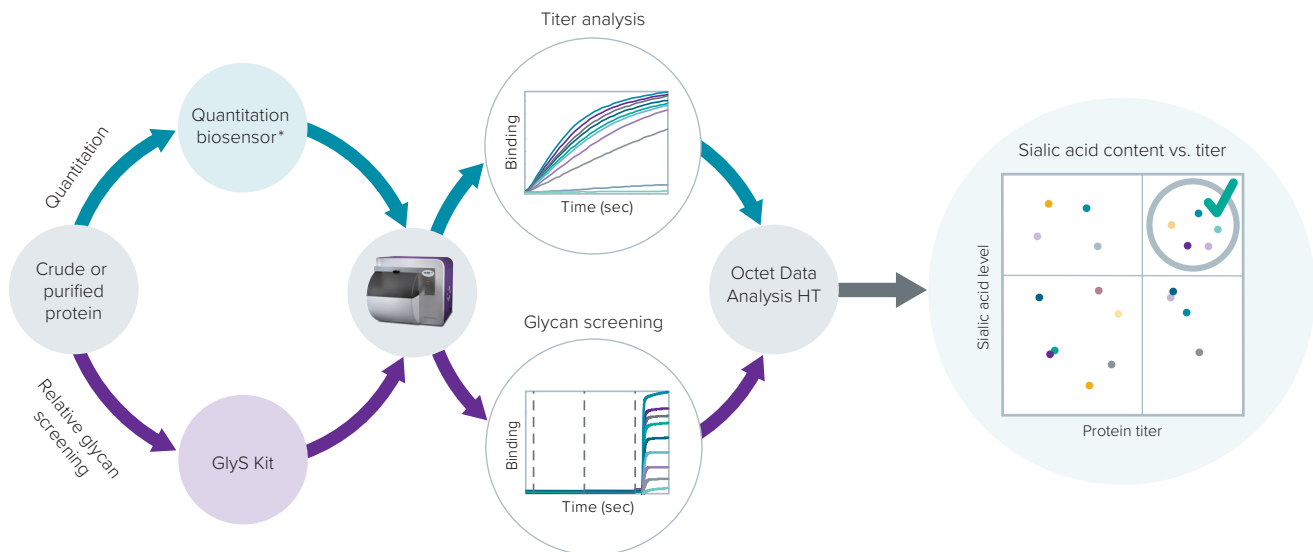 Titer analysis
Binding
Time (sec)
Quantitation
Quantitation
biosensor*
Crude or
purified
protein
Relative glycan
screening
GlyS Kit
Glycan screening
Binding
Time (sec)
Octet Data
Analysis HT
Sialic acid content vs. titer
Sialic acid level
Protein titer